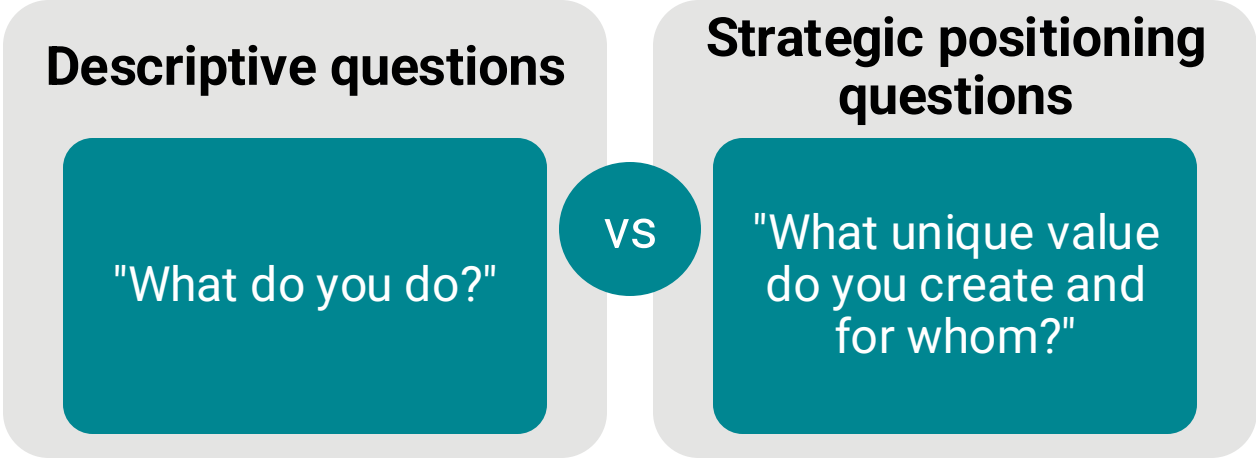 Descriptive questions
"What do you do?"
vs
Strategic positioning
questions
"What unique value
do you create and
for whom?"